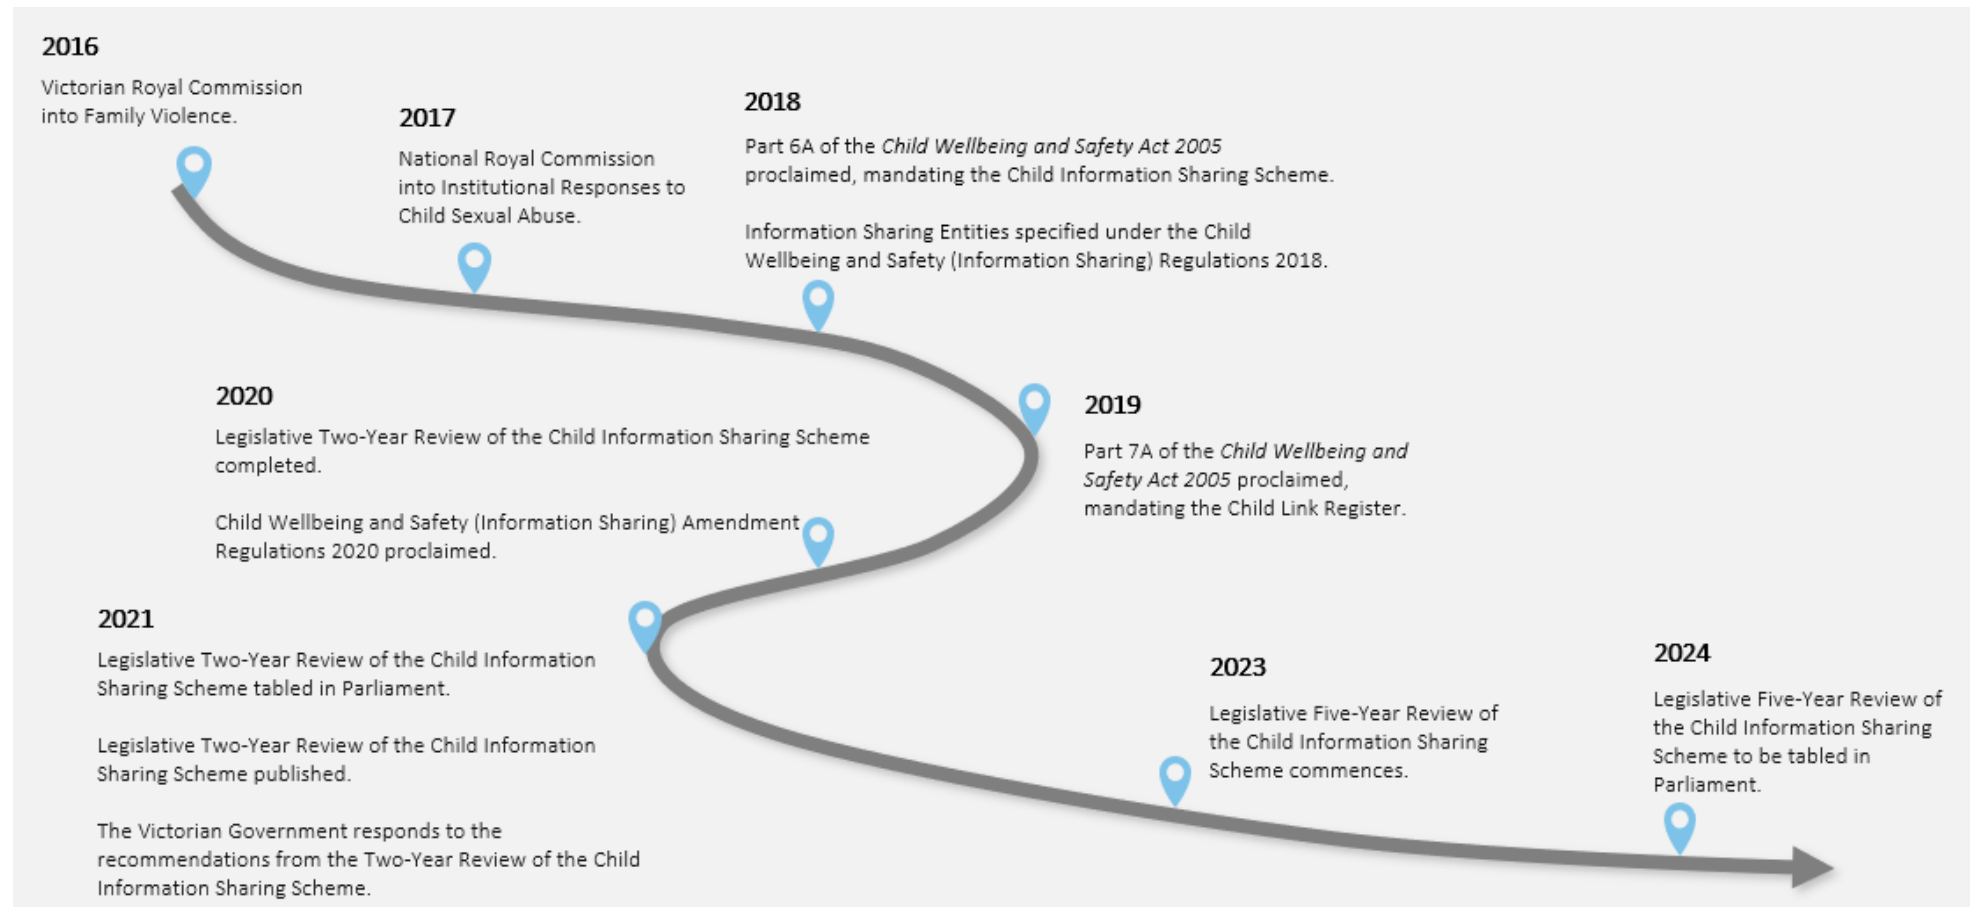 2016
Victorian Royal Commission
into Family Violence.
2017
National Royal Commission
into Institutional Responses to
Child Sexual Abuse.
2018
Part 6A of the Child Wellbeing and Safety Act 2005
proclaimed, mandating the Child Information Sharing Scheme.
Information Sharing Entities specified under the Child
Wellbeing and Safety (Information Sharing) Regulations 2018.
2019
Part 7A of the Child Wellbeing and
Safety Act 2005 proclaimed,
mandating the Child Link Register.
2020
Legislative Two-Year Review of the Child Information Sharing Scheme
completed.
Child Wellbeing and Safety (Information Sharing) Amendment
Regulations 2020 proclaimed.
2021
Legislative Two-Year Review of the Child Information
Sharing Scheme tabled in Parliament.
Legislative Two-Year Review of the Child Information
Sharing Scheme published.
The Victorian Government responds to the
recommendations from the Two-Year Review of the Child
Information Sharing Scheme.
2023
Legislative Five-Year Review of
the Child Information Sharing
Scheme commences.
2024
Legislative Five-Year Review of
the Child Information Sharing
Scheme to be tabled in
Parliament.